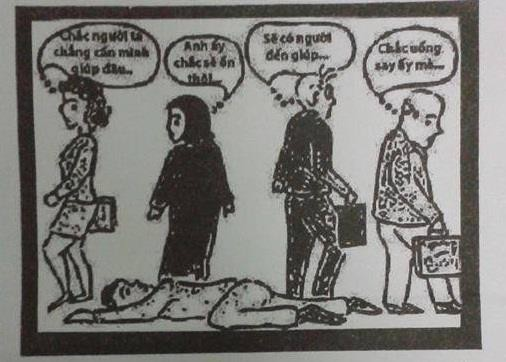 Chắc người ta
chẳng cần mình
giúp đâu..
Anh ấy
chắc sẽ ổn
thôi...
Sẽ có người
đến giúp...
Chắc uống
say ấy mà...